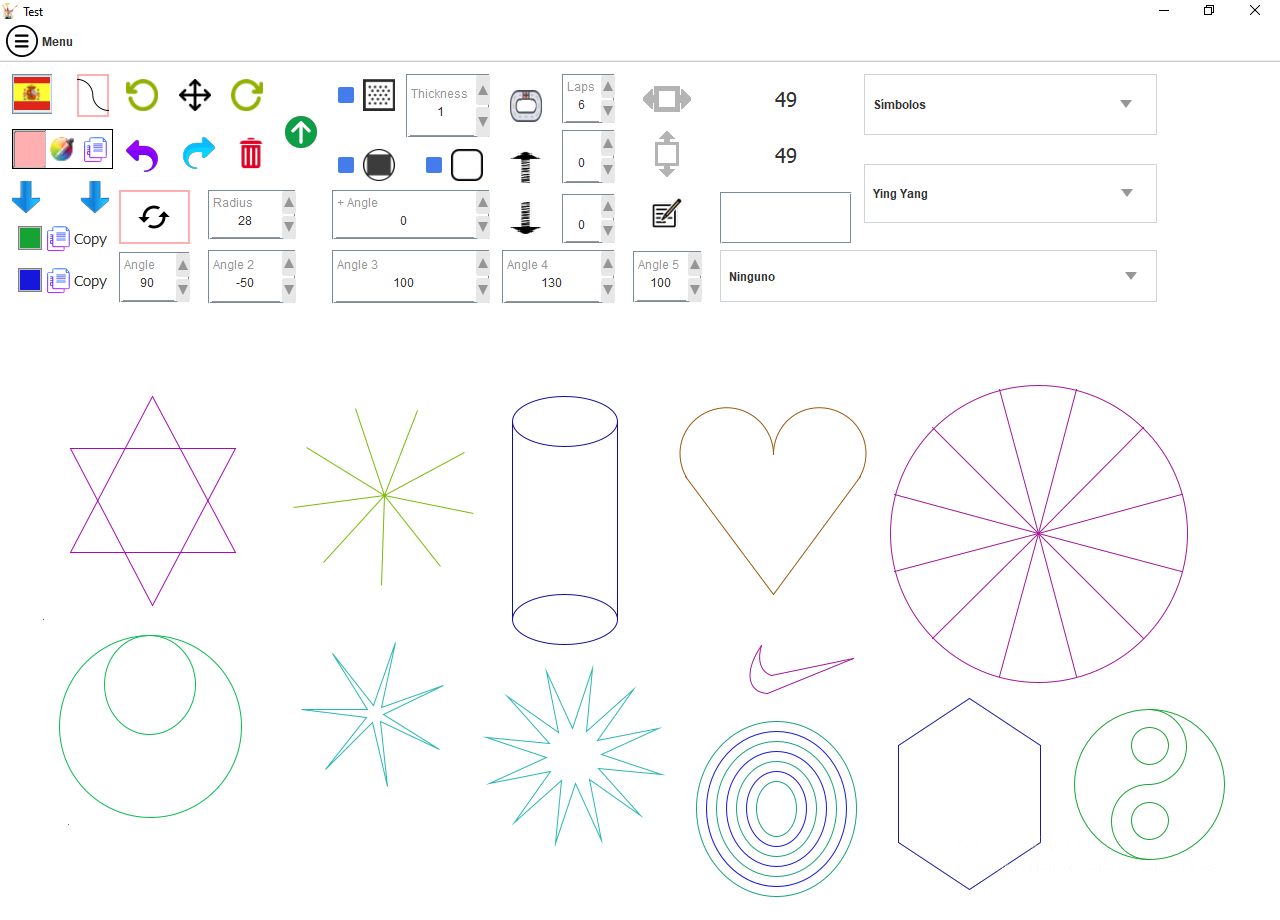 Test
Menu
Thickness
1
Laps
6
49
Simbolos
0
49
Ying Yang
Radius
28
+ Angle
0
0
Copy
Copy
Angle
90
Angle 2
-50
Angle 3
100
Angle 4
130
Angle 5
100
Ninguno